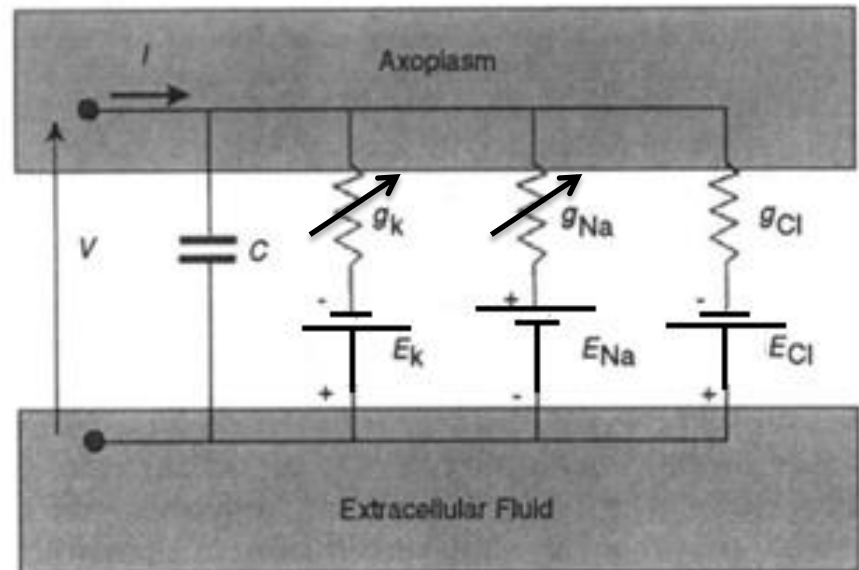 I
Axoplasm
V
C
gk
gNa
gCl
- + -
Ek
ENa
ECl
+ - +
Extracellular Fluid